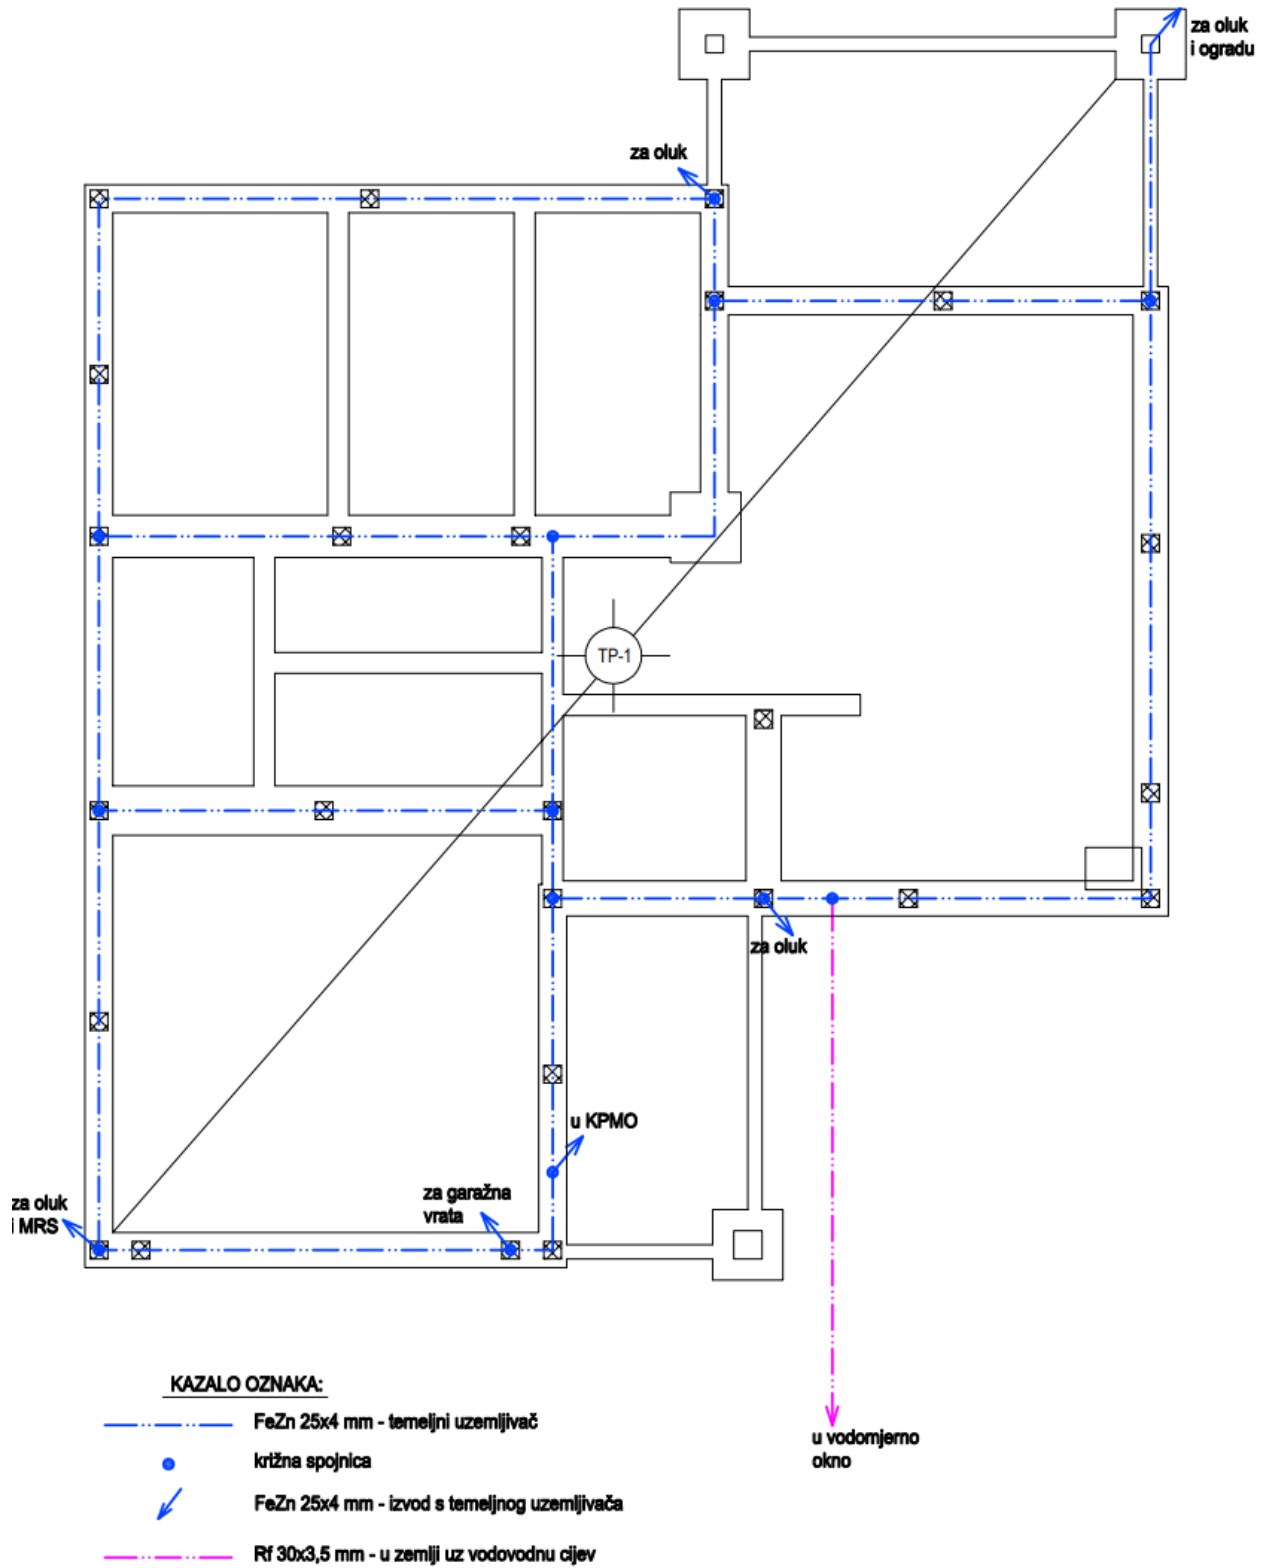 za oluk
i ogradu
za oluk
TP-1
za oluk
u KPMO
za garažna
vrata
za oluk
i MRS
KAZALO OZNAKA:
FeZn 25x4 mm - temeljni uzemljivač
križna spojnica
u vodomjerno
okno
FeZn 25x4 mm - izvod s temeljnog uzemljivača
Rf 30x3,5 mm - u zemlji uz vodovodnu cijev